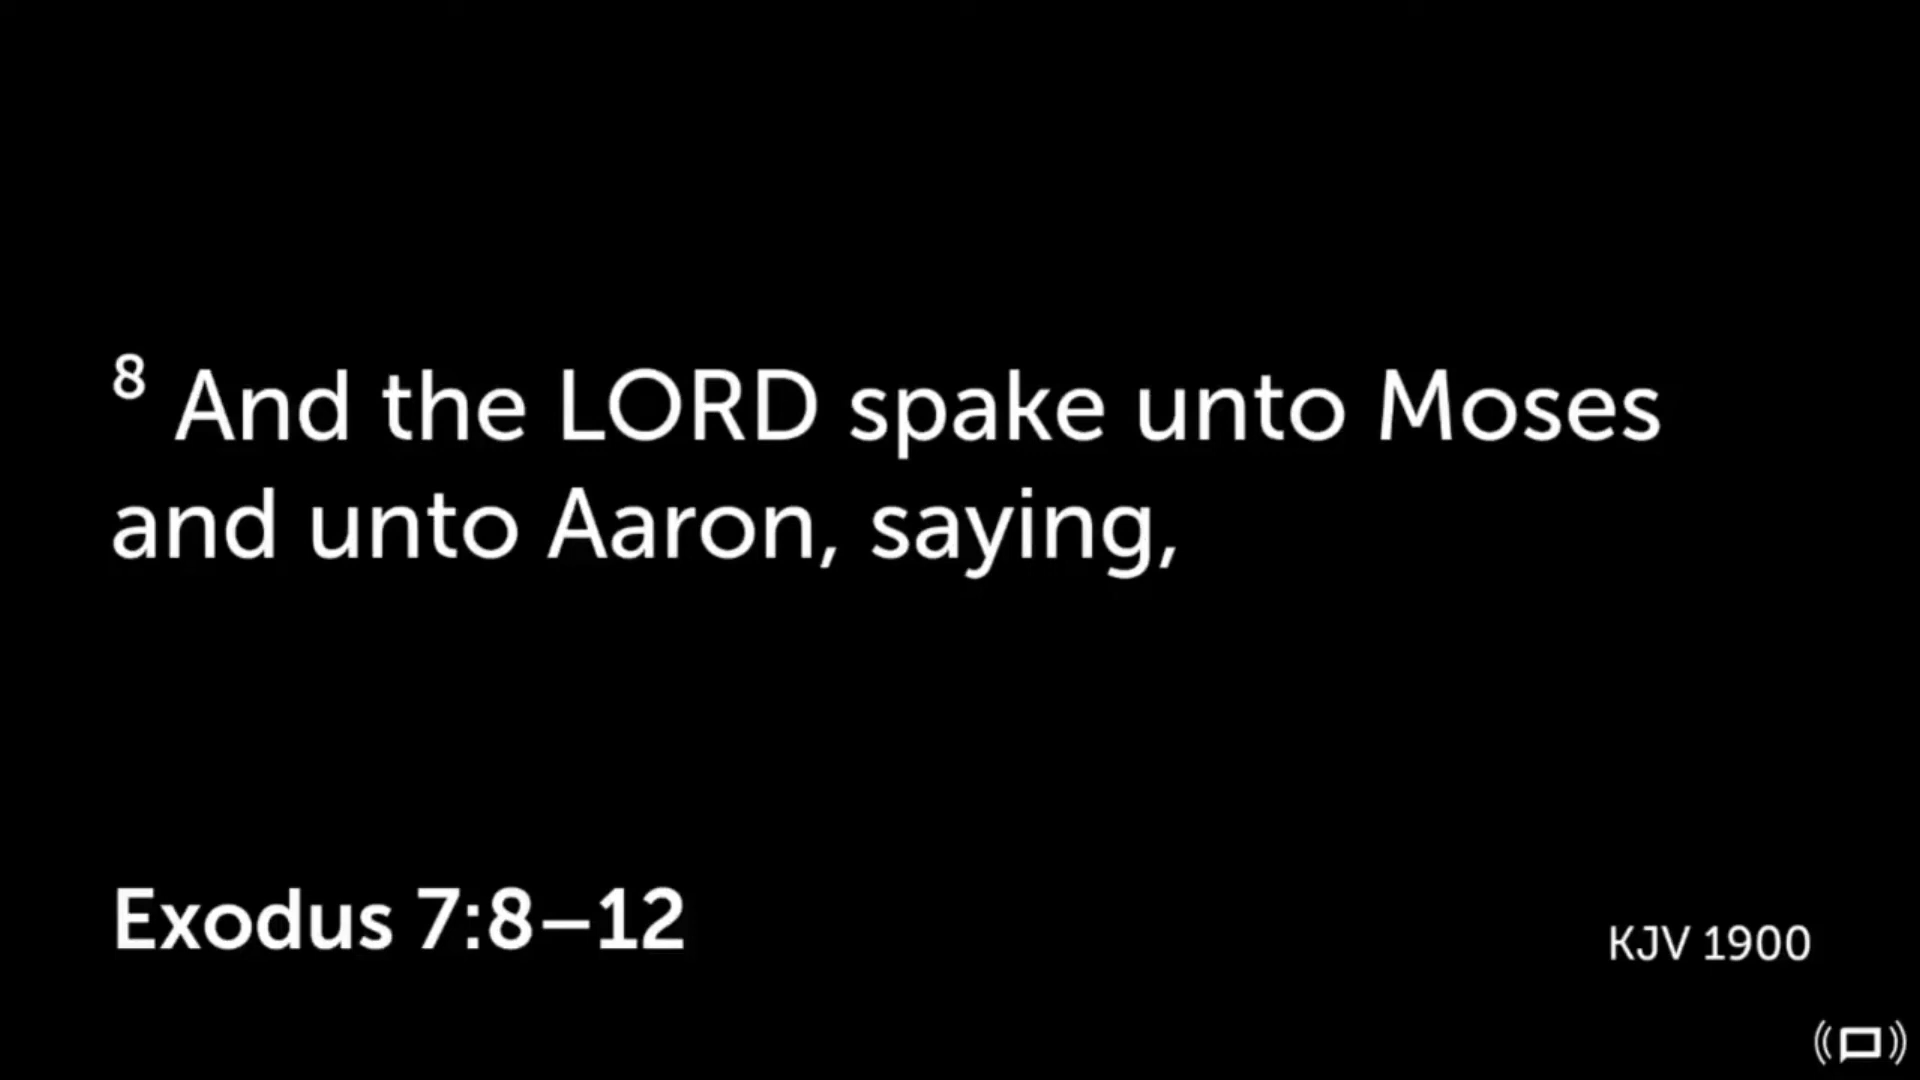 8 And the LORD spake unto Moses
and unto Aaron, saying,
Exodus 7:8–12
KJV 1900